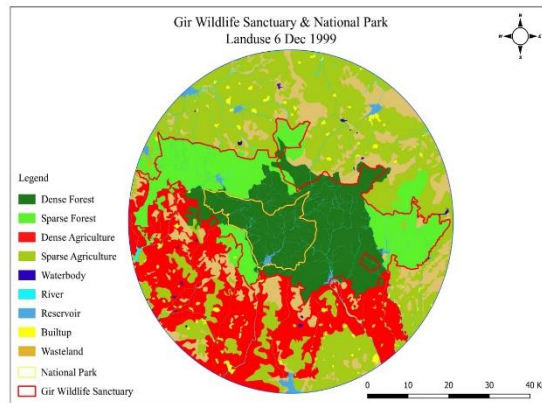 Gir Wildlife Sanctuary & National Park
Landuse 6 Dec 1999
N
W E
S
Legend
Dense Forest
Sparse Forest
Dense Agriculture
Sparse Agriculture
Waterbody
River
Reservoir
Builtup
Wasteland
National Park
Gir Wildlife Sanctuary
0 10 20 30 40 K